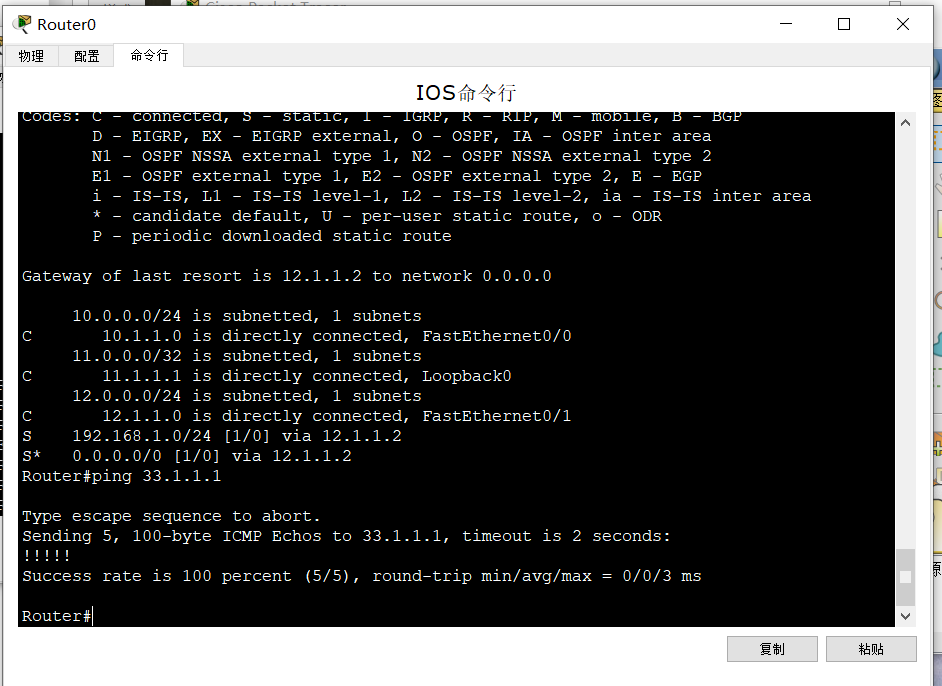 Router0
物理 配置 命令行
IOS命令行
Codes: C - connected, S - static, I - IGRP, R - RIP, M - mobile, B - BGP
D - EIGRP, EX - EIGRP external, O - OSPF, IA - OSPF inter area
N1 - OSPF NSSA external type 1, N2 - OSPF NSSA external type 2
E1 - OSPF external type 1, E2 - OSPF external type 2, E - EGP
i - IS-IS, L1 - IS-IS level-1, L2 - IS-IS level-2, ia - IS-IS inter area
* - candidate default, U - per-user static route, o - ODR
P - periodic downloaded static route
Gateway of last resort is 12.1.1.2 to network 0.0.0.0
10.0.0.0/24 is subnetted, 1 subnets
C 10.1.1.0 is directly connected, FastEthernet0/0
11.0.0.0/32 is subnetted, 1 subnets
C 11.1.1.1 is directly connected, Loopback0
12.0.0.0/24 is subnetted, 1 subnets
C 12.1.1.0 is directly connected, FastEthernet0/1
S 192.168.1.0/24 [1/0] via 12.1.1.2
S* 0.0.0.0/0 [1/0] via 12.1.1.2
Router#ping 33.1.1.1
Type escape sequence to abort.
Sending 5, 100-byte ICMP Echos to 33.1.1.1, timeout is 2 seconds:
!!!!!
Success rate is 100 percent (5/5), round-trip min/avg/max = 0/0/3 ms
Router#
复制 粘贴